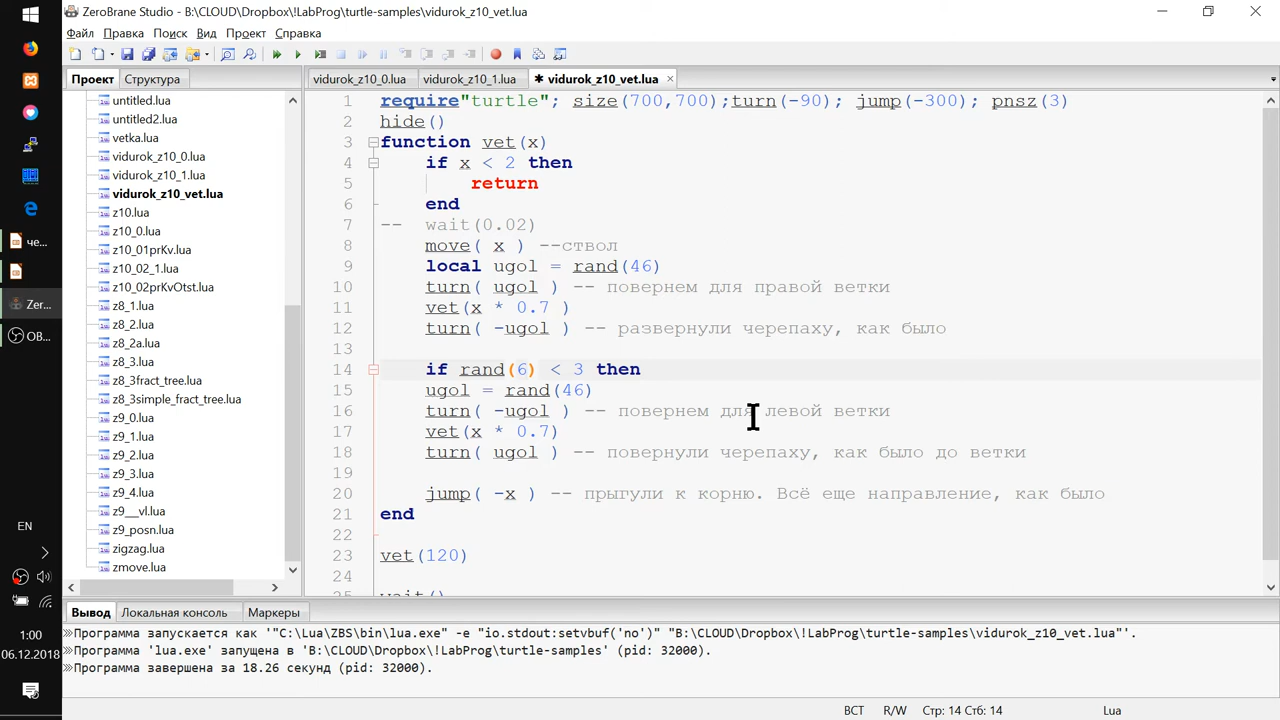 ZeroBrane Studio - B:\CLOUD\Dropbox\!LabProg\turtle-samples\vidurok_z10_vet.lua
Файл Правка Поиск Вид Проект Справка
Проект Структура
vidurok_z10_0.lua vidurok_z10_1.lua ✱ vidurok_z10_vet.lua
untitled.lua
untitled2.lua
vetka.lua
vidurok_z10_0.lua
vidurok_z10_1.lua
vidurok_z10_vet.lua
z10.lua
z10_0.lua
z10_01prKv.lua
z10_02_1.lua
z10_02prKvOtst.lua
z8_1.lua
z8_2.lua
z8_2a.lua
z8_3.lua
z8_3fract_tree.lua
z8_3simple_fract_tree.lua
z9_0.lua
z9_1.lua
z9_2.lua
z9_3.lua
z9_4.lua
z9__vl.lua
z9_posn.lua
zigzag.lua
zmove.lua
1 require"turtle"; size(700,700);turn(-90); jump(-300); pnsz(3)
2 hide()
3 function vet(x)
4 if x < 2 then
5 return
6 end
7 -- wait(0.02)
8 move( x ) --ствол
9 local ugol = rand(46)
10 turn( ugol ) -- повернем для правой ветки
11 vet(x * 0.7 )
12 turn( -ugol ) -- развернули черепаху, как было
13
14 if rand(6) < 3 then
15 ugol = rand(46)
16 turn( -ugol ) -- повернем для левой ветки
17 vet(x * 0.7)
18 turn( ugol ) -- повернули черепаху, как было до ветки
19
20 jump( -x ) -- прыгули к корню. Всё еще направление, как было
21 end
22
23 vet(120)
24
25 wait()
че...
Zer...
OB...
EN
1:00
06.12.2018
Вывод Локальная консоль Маркеры
Программа запускается как '"C:\Lua\ZBS\bin\lua.exe" -e "io.stdout:setvbuf('no')" "B:\CLOUD\Dropbox\!LabProg\turtle-samples\vidurok_z10_vet.lua"'.
Программа 'lua.exe' запущена в 'B:\CLOUD\Dropbox\!LabProg\turtle-samples' (pid: 32000).
Программа завершена за 18.26 секунд (pid: 32000).
ВСТ R/W Стр: 14 Стб: 14 Lua